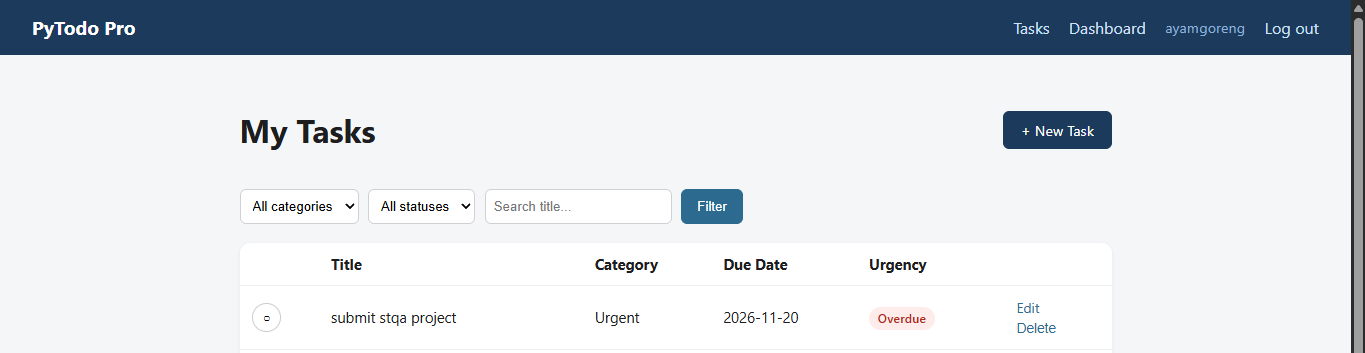 PyTodo Pro Tasks Dashboard ayamgoreng Log out
My Tasks + New Task
All categories All statuses Search title... Filter
Title Category Due Date Urgency
submit stqa project Urgent 2026-11-20 Overdue Edit
Delete